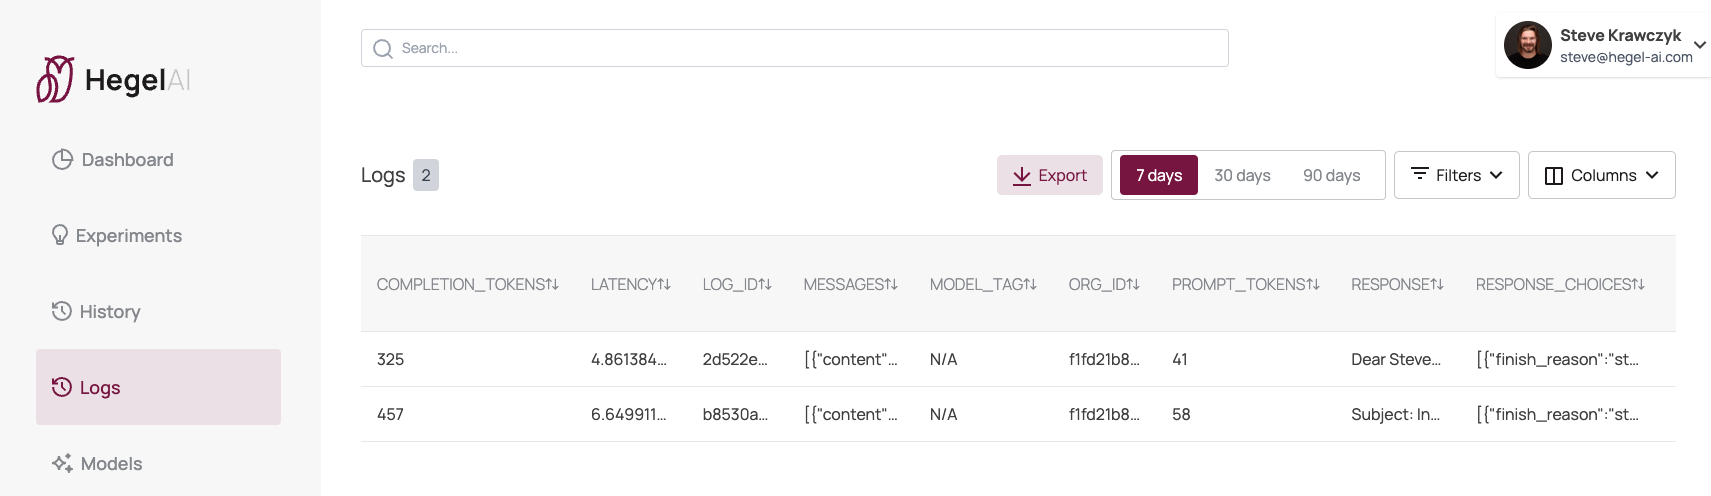 HegelAI
Dashboard
Experiments
History
Logs
Models
Search...
Steve Krawczyk
steve@hegel-ai.com
Logs 2
Export 7 days 30 days 90 days Filters Columns
COMPLETION_TOKENS↑↓ LATENCY↑↓ LOG_ID↑↓ MESSAGES↑↓ MODEL_TAG↑↓ ORG_ID↑↓ PROMPT_TOKENS↑↓ RESPONSE↑↓ RESPONSE_CHOICES↑↓
325 4.861384... 2d522e... [{"content"... N/A f1fd21b8... 41 Dear Steve... [{"finish_reason":"st...
457 6.649911... b8530a... [{"content"... N/A f1fd21b8... 58 Subject: In... [{"finish_reason":"st...